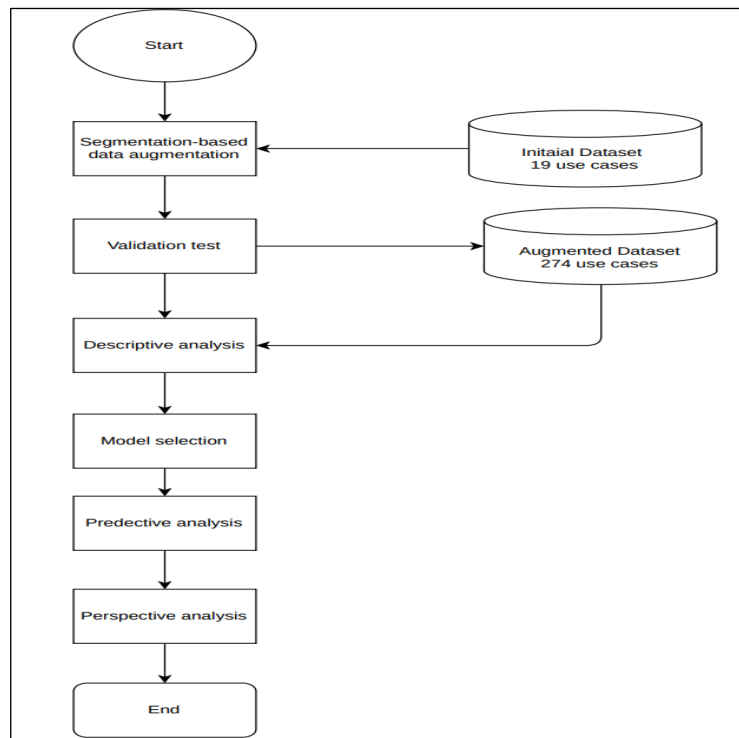 Start
Segmentation-based
data augmentation
Initaial Dataset
19 use cases
Validation test
Augmented Dataset
274 use cases
Descriptive analysis
Model selection
Predective analysis
Perspective analysis
End